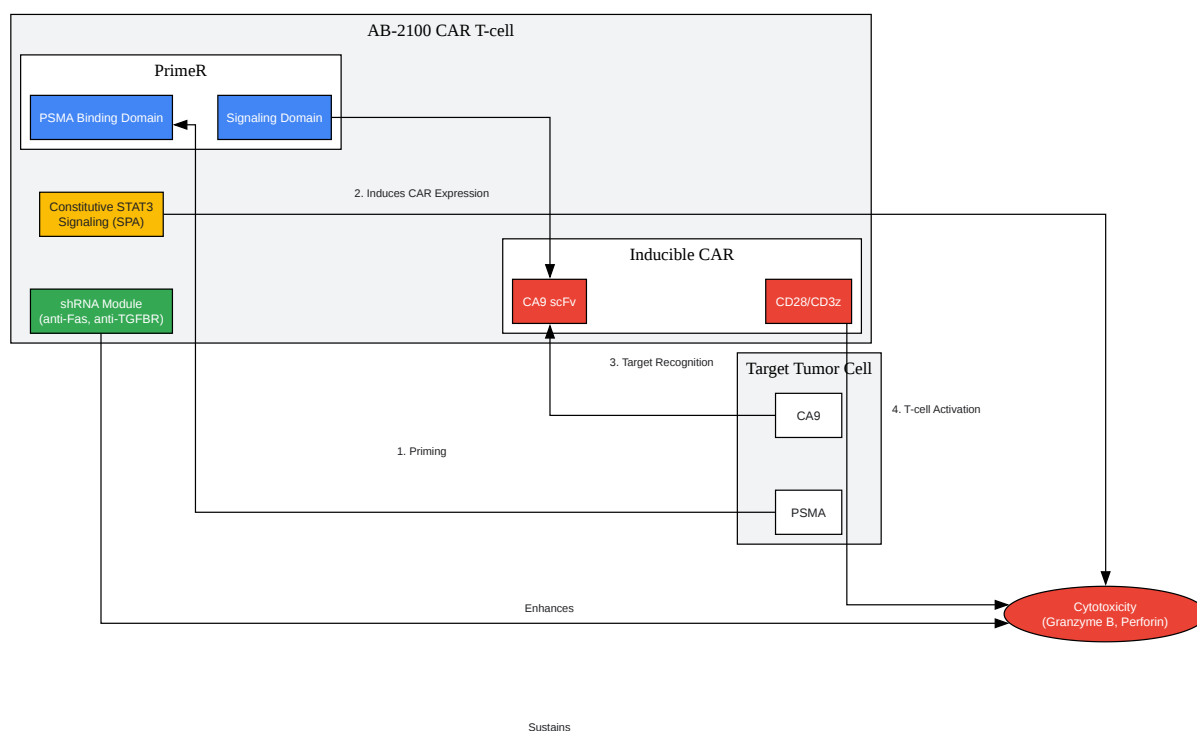 AB-2100 CAR T-cell
PrimeR
PSMA Binding Domain
Signaling Domain
2. Induces CAR Expression
Constitutive STAT3
Signaling (SPA)
Inducible CAR
shRNA Module
(anti-Fas, anti-TGFBR)
CA9 scFv
CD28/CD3z
3. Target Recognition
Target Tumor Cell
CA9
4. T-cell Activation
1. Priming
PSMA
Enhances
Cytotoxicity
(Granzyme B, Perforin)
Sustains